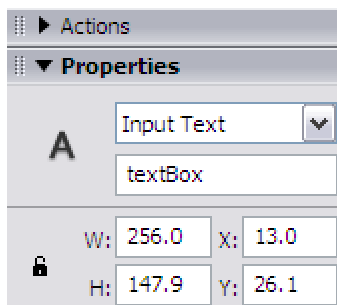 Actions
Properties
A Input Text
textBox
W: 256.0 X: 13.0
H: 147.9 Y: 26.1